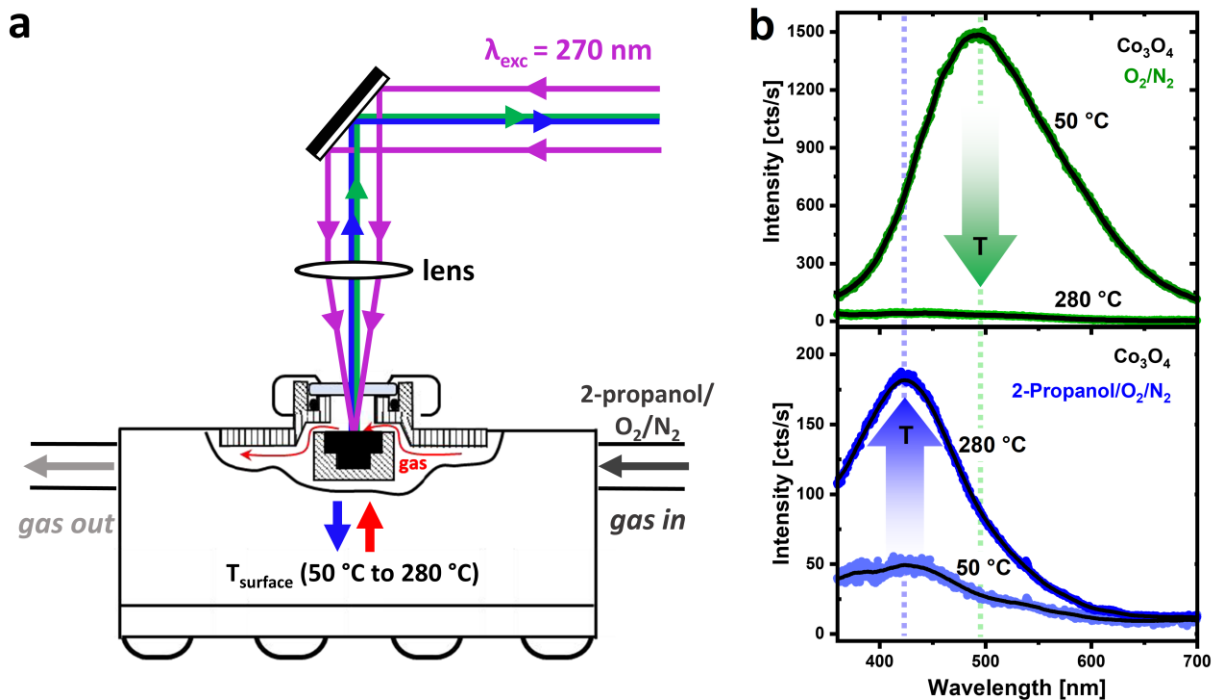 a
λexc = 270 nm
lens
2-propanol/
O2/N2
gas
gas out
gas in
Tsurface (50 °C to 280 °C)
b
Intensity [cts/s]
1500
1200
900
600
300
0
Co3O4
O2/N2
50 °C
T
280 °C
Intensity [cts/s]
200
150
100
50
0
Co3O4
2-Propanol/O2/N2
T
280 °C
50 °C
400
500
600
700
Wavelength [nm]